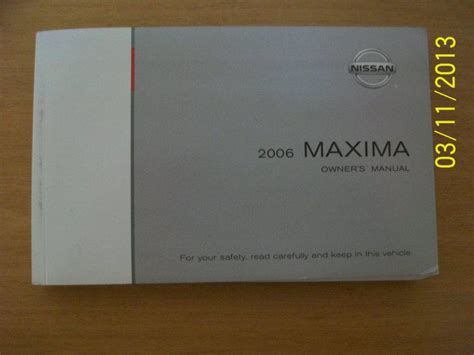 NISSAN
2006 MAXIMA
OWNER'S MANUAL
For your safety, read carefully and keep in this vehicle.
03/11/2013